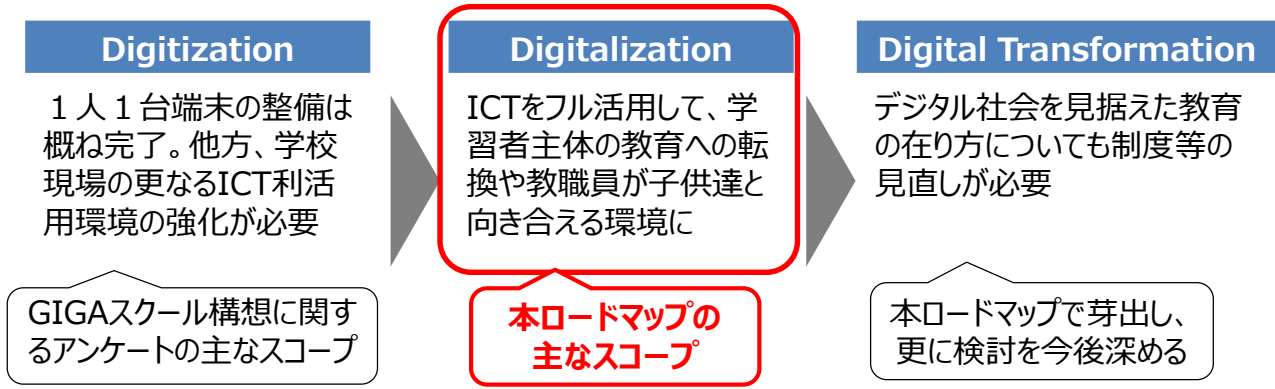 Digitization
１人１台端末の整備は
概ね完了。他方、学校
現場の更なるICT利活
用環境の強化が必要
GIGAスクール構想に関す
るアンケートの主なスコープ
Digitalization
ICTをフル活用して、学
習者主体の教育への転
換や教職員が子供達と
向き合える環境に
本ロードマップの
主なスコープ
Digital Transformation
デジタル社会を見据えた教育
の在り方についても制度等の
見直しが必要
本ロードマップで芽出し、
更に検討を今後深める